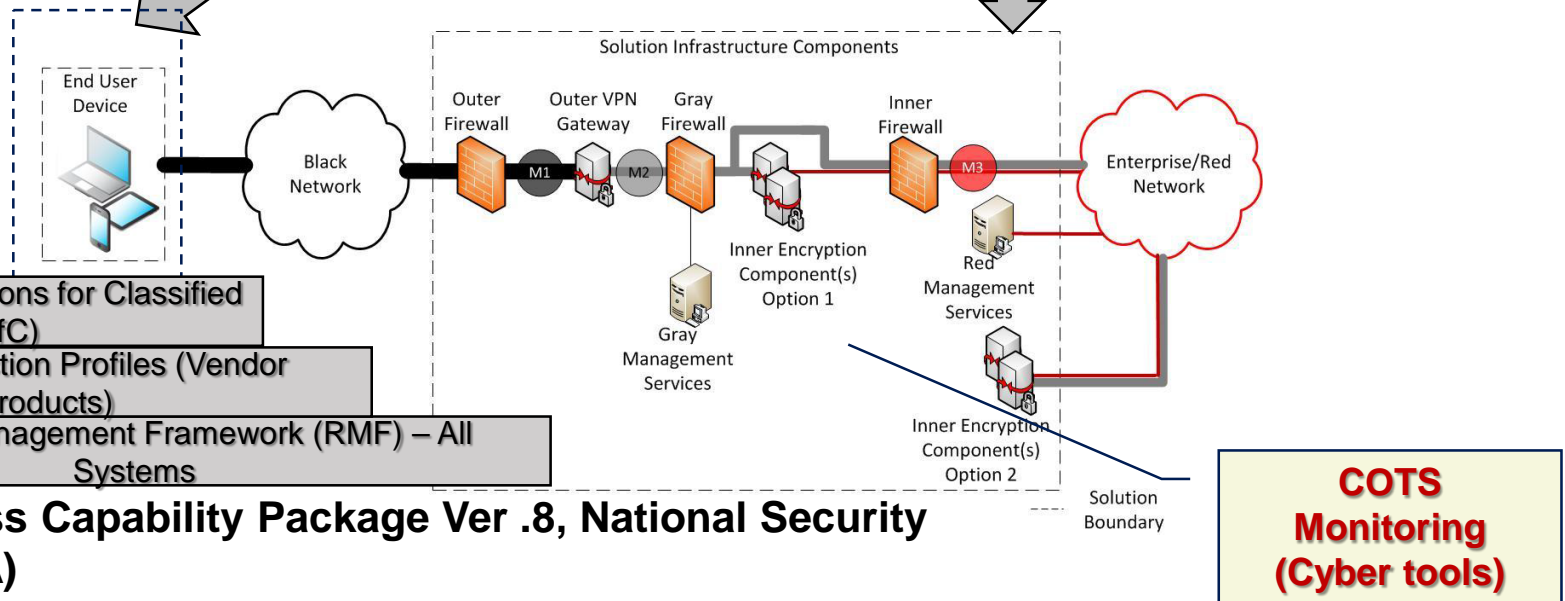 Solution Infrastructure Components
End User
Device
Black
Network
Outer
Firewall
M1
Outer VPN
Gateway
M2
Gray
Firewall
Gray
Management
Services
Inner Encryption
Component(s)
Option 1
Inner
Firewall
M3
Red
Management
Services
Inner Encryption
Component(s)
Option 2
Enterprise/Red
Network
Solution
Boundary
ons for Classified
fC)
tion Profiles (Vendor
roducts)
nagement Framework (RMF) – All
Systems
ss Capability Package Ver .8, National Security
A)
COTS
Monitoring
(Cyber tools)